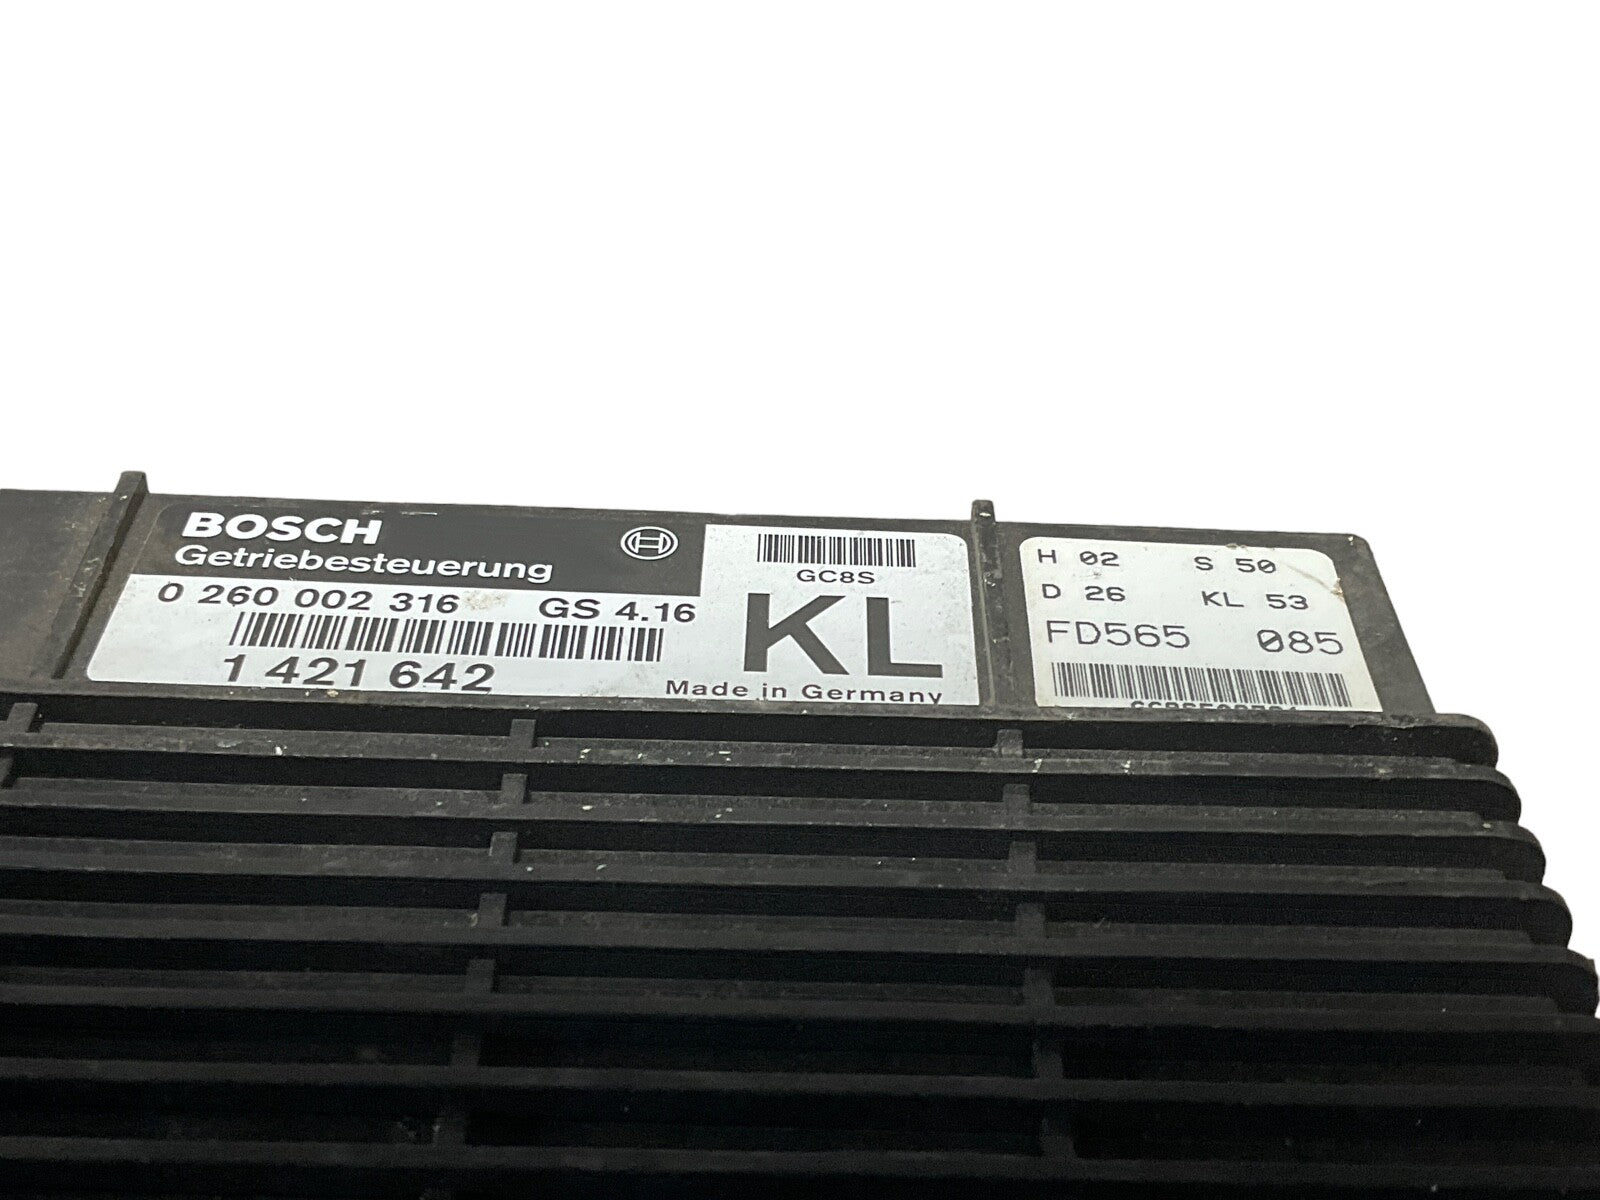 BOSCH
Getriebesteuerung
0 260 002 316 GS 4.16
1 421 642
GC8S
KL
Made in Germany
H 02 S 50
D 26 KL 53
FD565 085